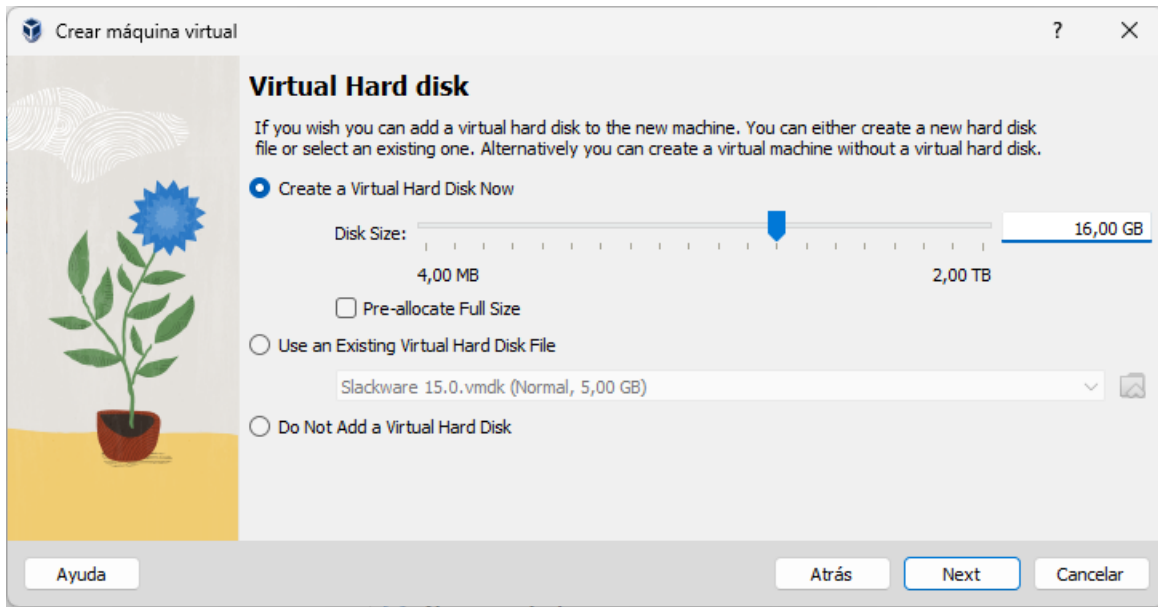 Crear máquina virtual
?
Virtual Hard disk
If you wish you can add a virtual hard disk to the new machine. You can either create a new hard disk
file or select an existing one. Alternatively you can create a virtual machine without a virtual hard disk.
Create a Virtual Hard Disk Now
Disk Size:
16,00 GB
4,00 MB
2,00 TB
Pre-allocate Full Size
Use an Existing Virtual Hard Disk File
Slackware 15.0.vmdk (Normal, 5,00 GB)
Do Not Add a Virtual Hard Disk
Ayuda
Atrás
Next
Cancelar